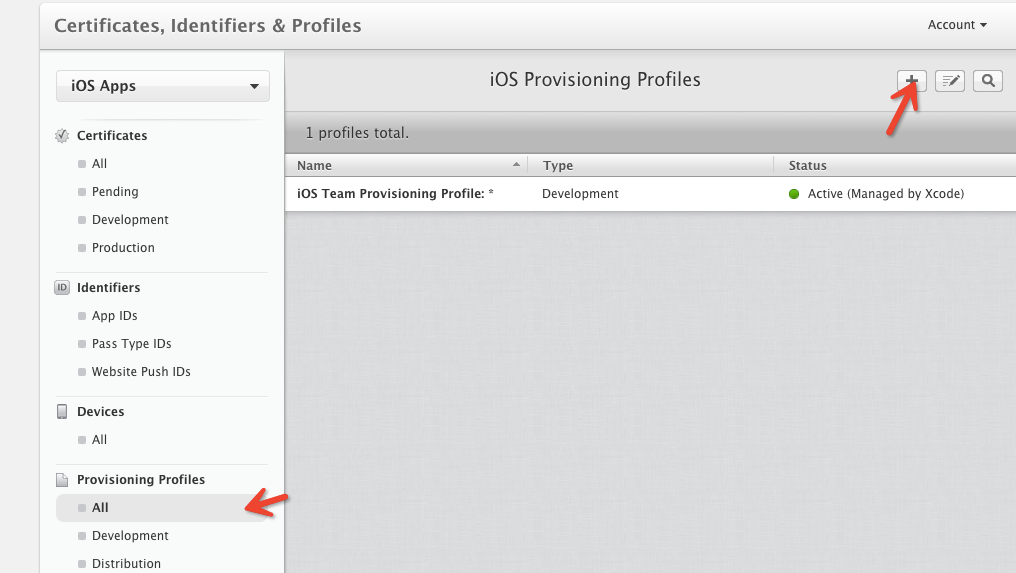 Certificates, Identifiers & Profiles
Account
iOS Apps
Certificates
All
Pending
Development
Production
ID Identifiers
App IDs
Pass Type IDs
Website Push IDs
Devices
All
Provisioning Profiles
All
Development
Distribution
iOS Provisioning Profiles
1 profiles total.
Name Type Status
iOS Team Provisioning Profile: * Development Active (Managed by Xcode)